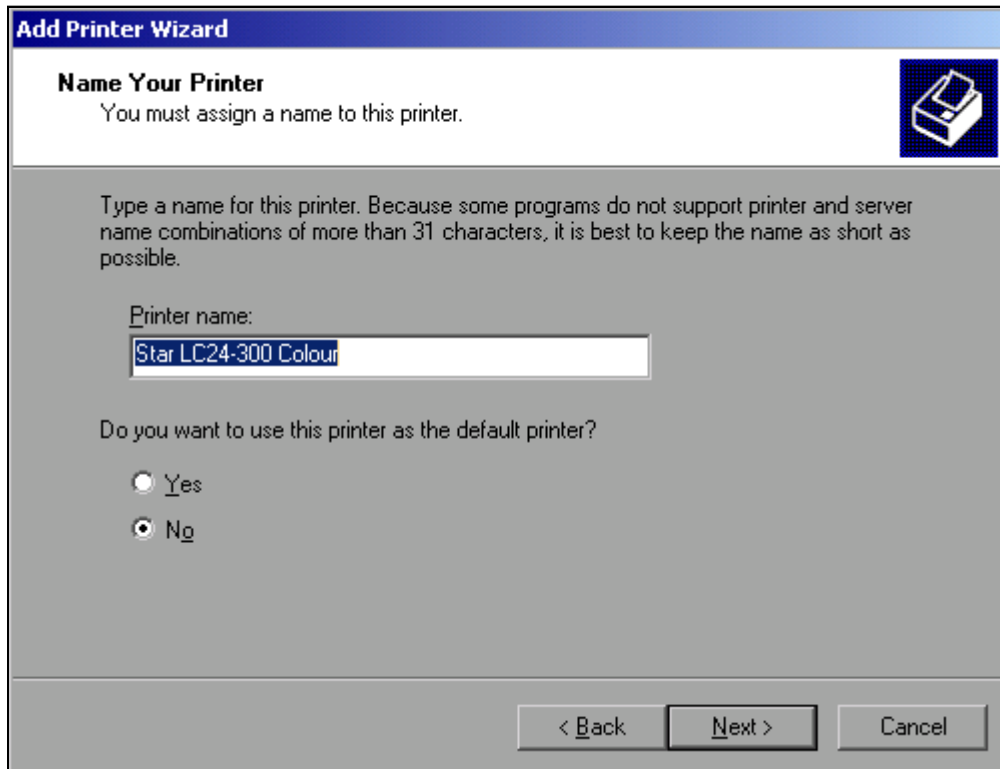 Add Printer Wizard
Name Your Printer
You must assign a name to this printer.
Type a name for this printer. Because some programs do not support printer and server
name combinations of more than 31 characters, it is best to keep the name as short as
possible.
Printer name:
Star LC24-300 Colour
Do you want to use this printer as the default printer?
Yes
No
< Back Next > Cancel